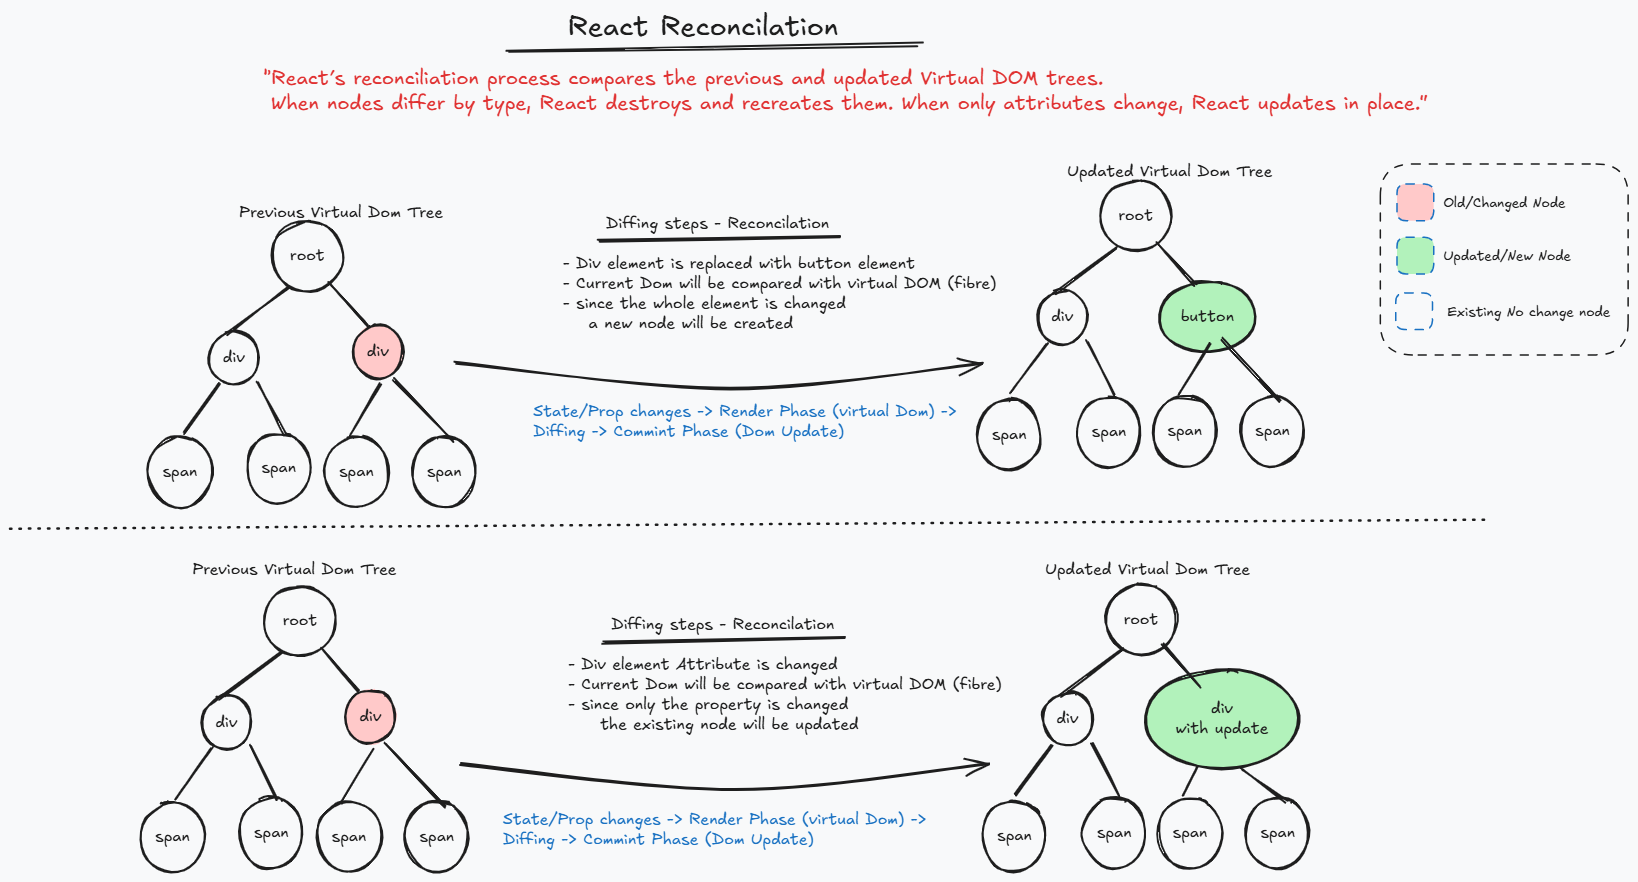 React Reconcilation
"React's reconciliation process compares the previous and updated Virtual DOM trees.
When nodes differ by type, React destroys and recreates them. When only attributes change, React updates in place."
Previous Virtual Dom Tree
root
div
div
span
span
span
span
Diffing steps - Reconcilation
- Div element is replaced with button element
- Current Dom will be compared with virtual DOM (fibre)
- since the whole element is changed
a new node will be created
State/Prop changes -> Render Phase (virtual Dom) ->
Diffing -> Commint Phase (Dom Update)
Updated Virtual Dom Tree
root
div
button
span
span
span
span
Old/Changed Node
Updated/New Node
Existing No change node
Previous Virtual Dom Tree
root
div
div
span
span
span
span
Diffing steps - Reconcilation
- Div element Attribute is changed
- Current Dom will be compared with virtual DOM (fibre)
- since only the property is changed
the existing node will be updated
State/Prop changes -> Render Phase (virtual Dom) ->
Diffing -> Commint Phase (Dom Update)
Updated Virtual Dom Tree
root
div
div
with update
span
span
span
span